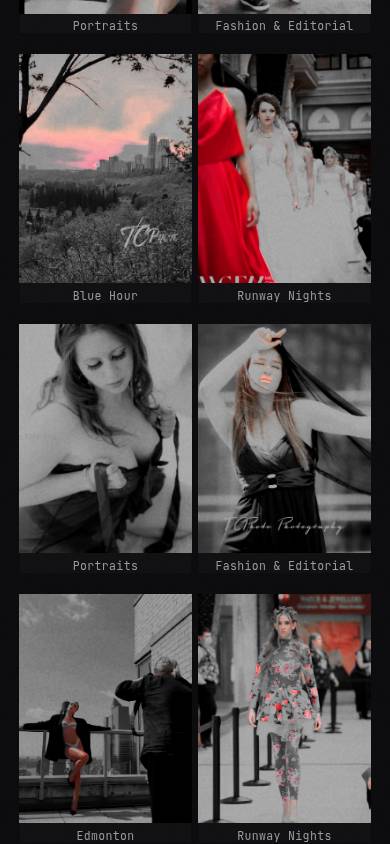 Portraits
Fashion & Editorial
TCPhoto
Blue Hour
Runway Nights
Portraits
TCPhoto Photography
Fashion & Editorial
Edmonton
Runway Nights